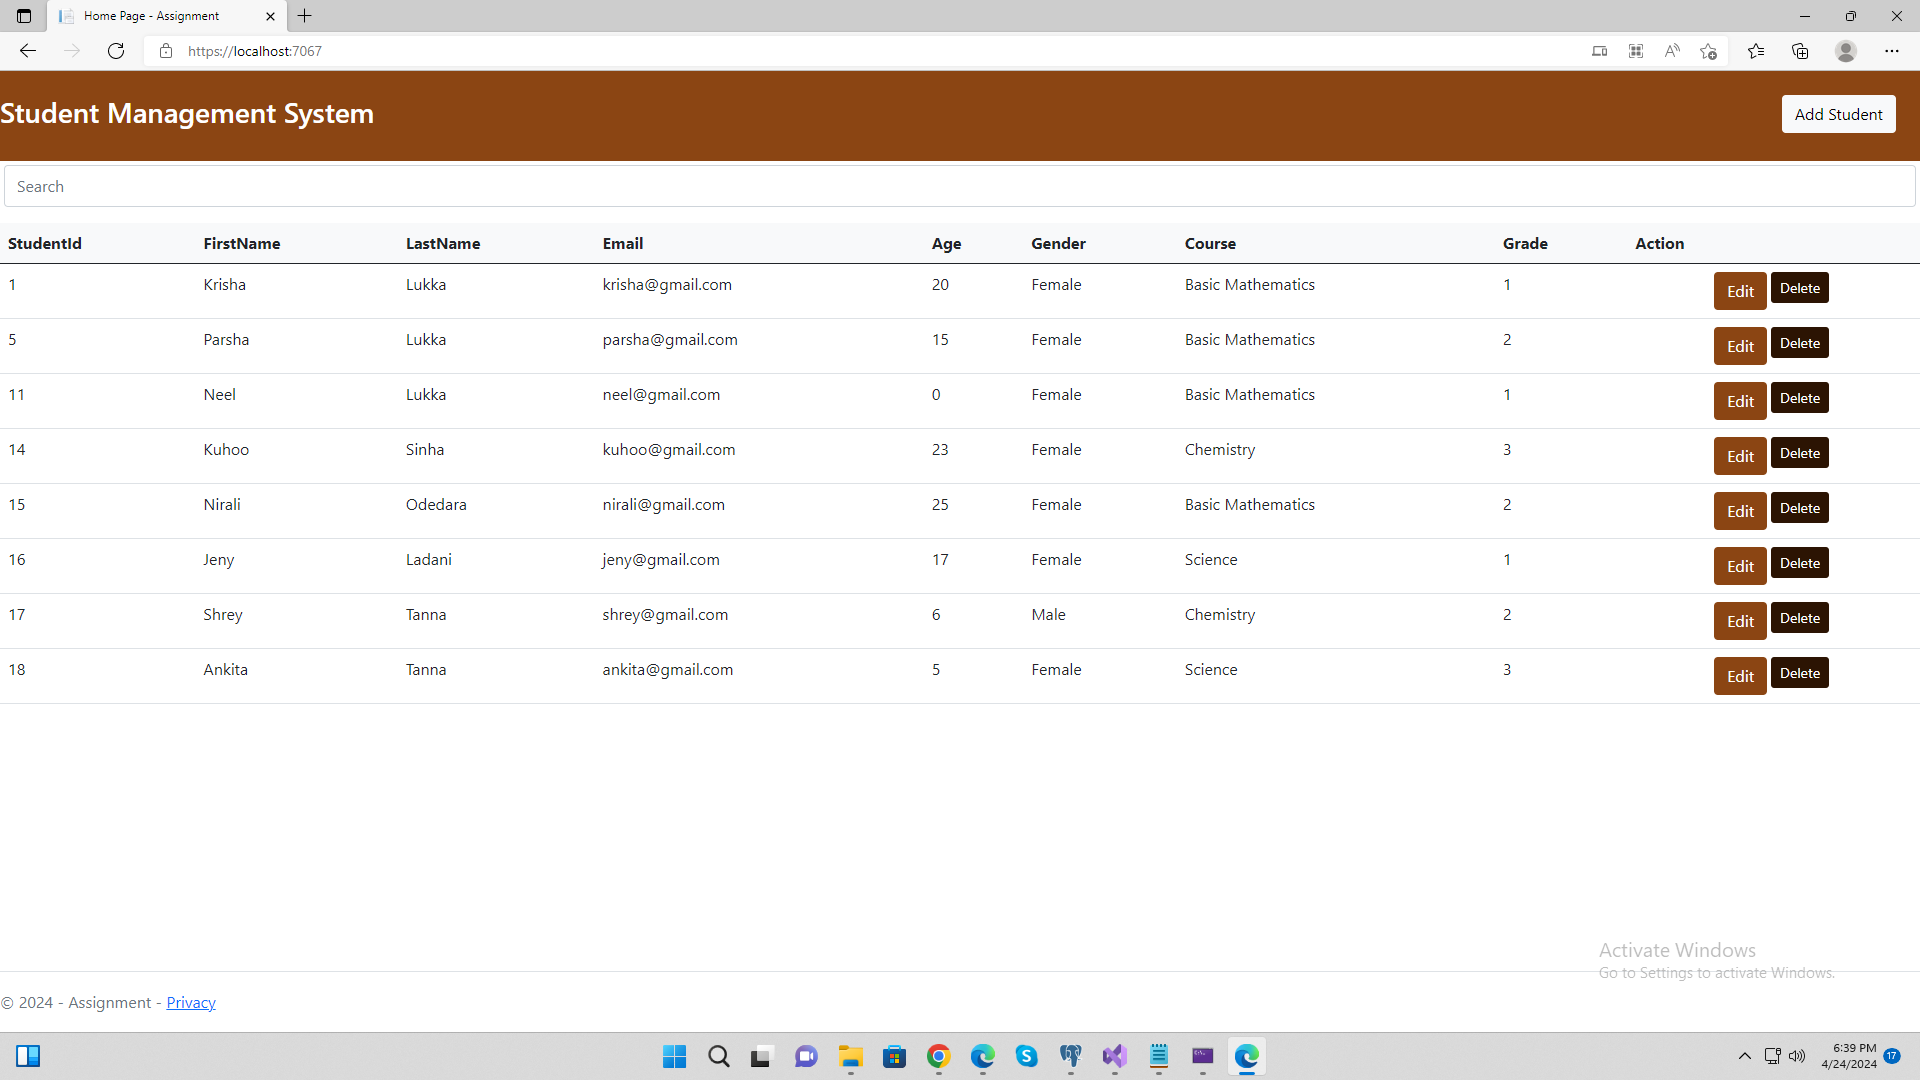 Home Page - Assignment
https://localhost:7067
Student Management System
Add Student
Search
StudentId FirstName LastName Email Age Gender Course Grade Action
1 Krisha Lukka krisha@gmail.com 20 Female Basic Mathematics 1 Edit Delete
5 Parsha Lukka parsha@gmail.com 15 Female Basic Mathematics 2 Edit Delete
11 Neel Lukka neel@gmail.com 0 Female Basic Mathematics 1 Edit Delete
14 Kuhoo Sinha kuhoo@gmail.com 23 Female Chemistry 3 Edit Delete
15 Nirali Odedara nirali@gmail.com 25 Female Basic Mathematics 2 Edit Delete
16 Jeny Ladani jeny@gmail.com 17 Female Science 1 Edit Delete
17 Shrey Tanna shrey@gmail.com 6 Male Chemistry 2 Edit Delete
18 Ankita Tanna ankita@gmail.com 5 Female Science 3 Edit Delete
Activate Windows
Go to Settings to activate Windows.
© 2024 - Assignment - Privacy
6:39 PM
4/24/2024
17